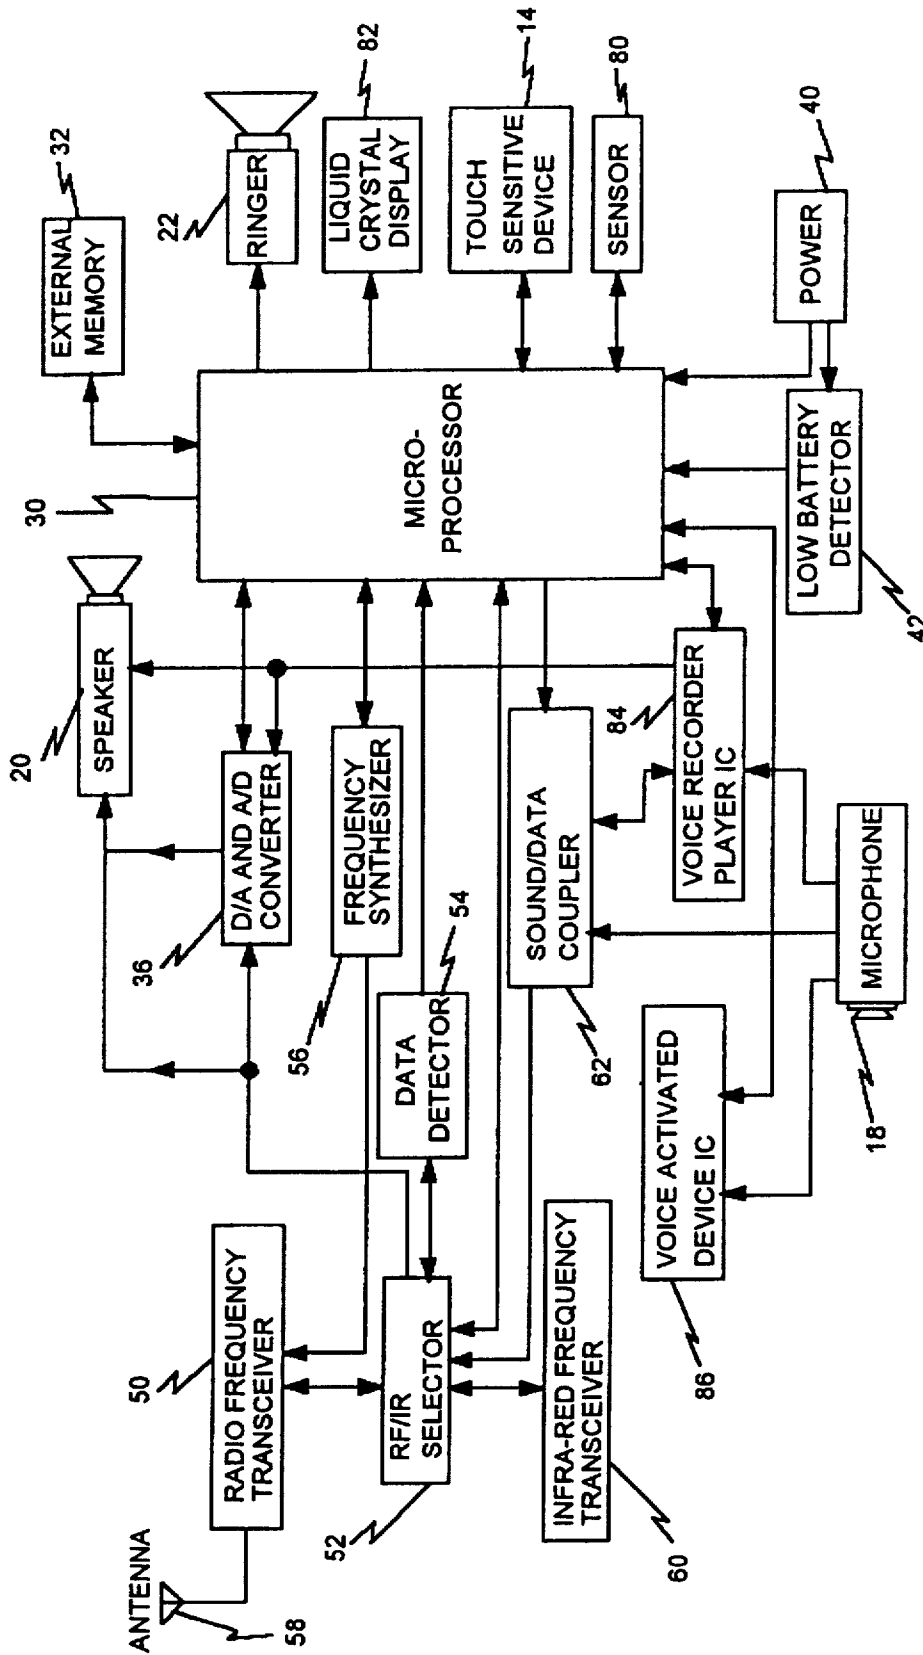 ANTENNA
58
50
RADIO FREQUENCY
TRANSCEIVER
52
RF/IR
SELECTOR
60
INFRA-RED FREQUENCY
TRANSCEIVER
86
VOICE ACTIVATED
DEVICE IC
20
SPEAKER
36
D/A AND A/D
CONVERTER
56
FREQUENCY
SYNTHESIZER
54
DATA
DETECTOR
62
SOUND/DATA
COUPLER
84
VOICE RECORDER
PLAYER IC
18
MICROPHONE
30
MICRO-
PROCESSOR
32
EXTERNAL
MEMORY
22
RINGER
82
LIQUID
CRYSTAL
DISPLAY
14
TOUCH
SENSITIVE
DEVICE
80
SENSOR
40
POWER
42
LOW BATTERY
DETECTOR